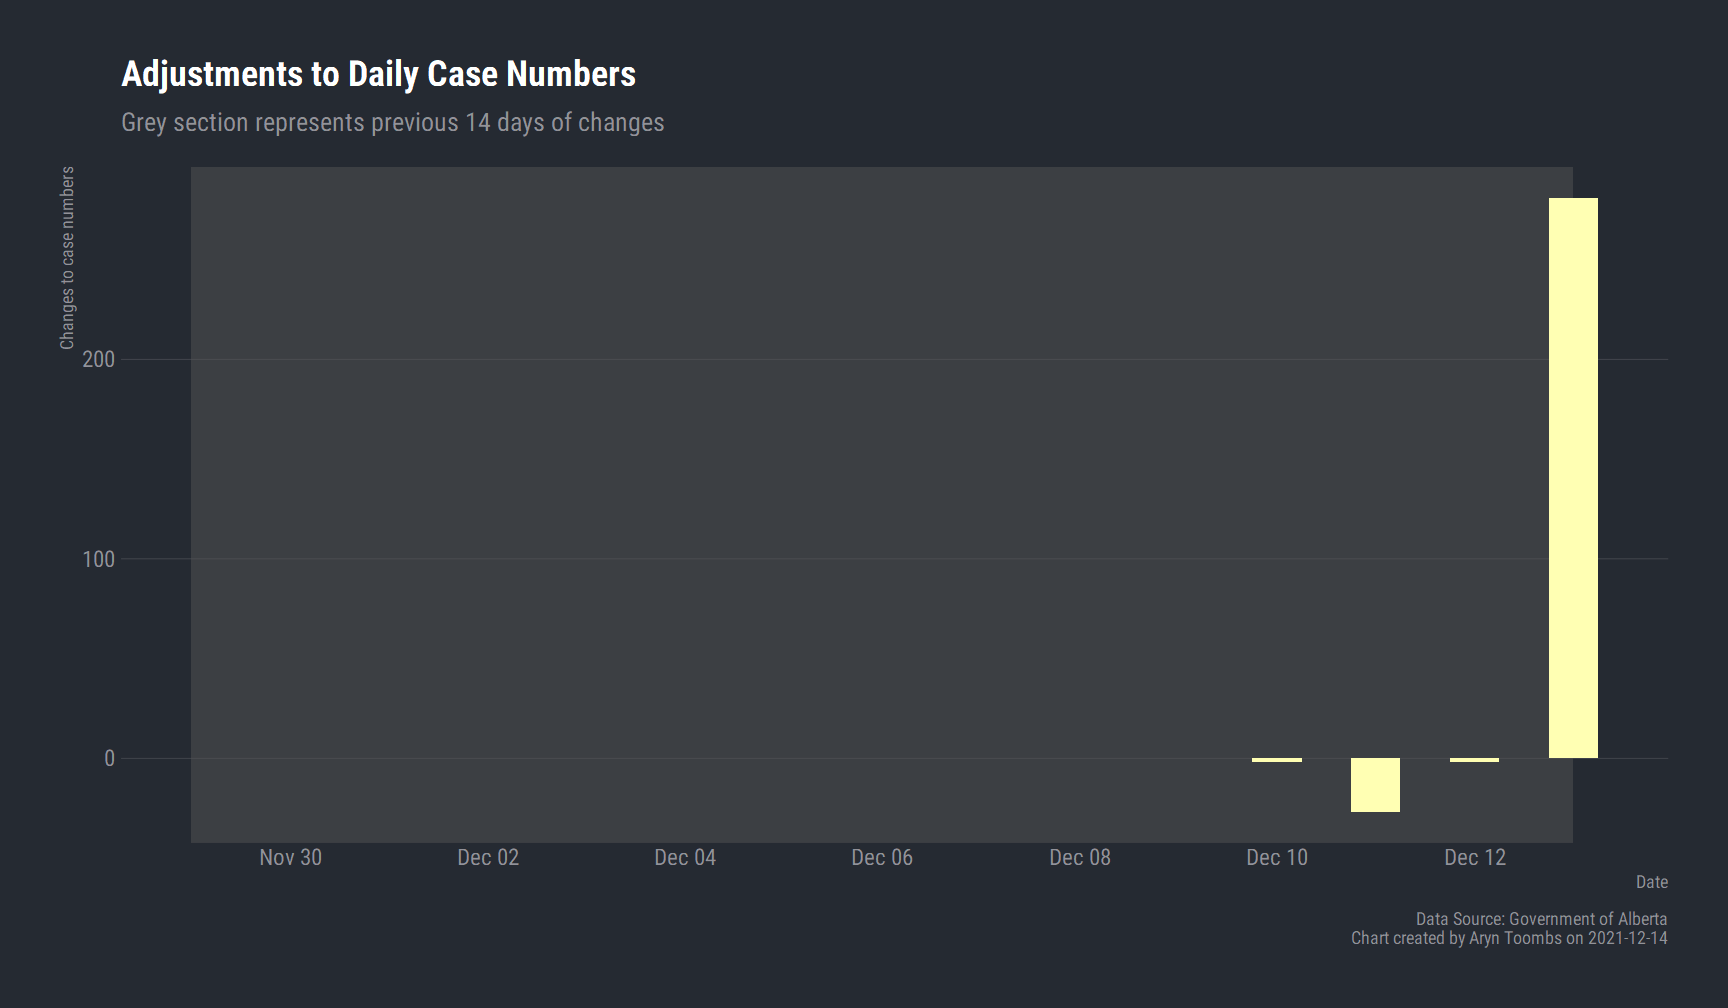 Adjustments to Daily Case Numbers
Grey section represents previous 14 days of changes
Changes to case numbers
200
100
0
Nov 30
Dec 02
Dec 04
Dec 06
Dec 08
Dec 10
Dec 12
Date
Data Source: Government of Alberta
Chart created by Aryn Toombs on 2021-12-14